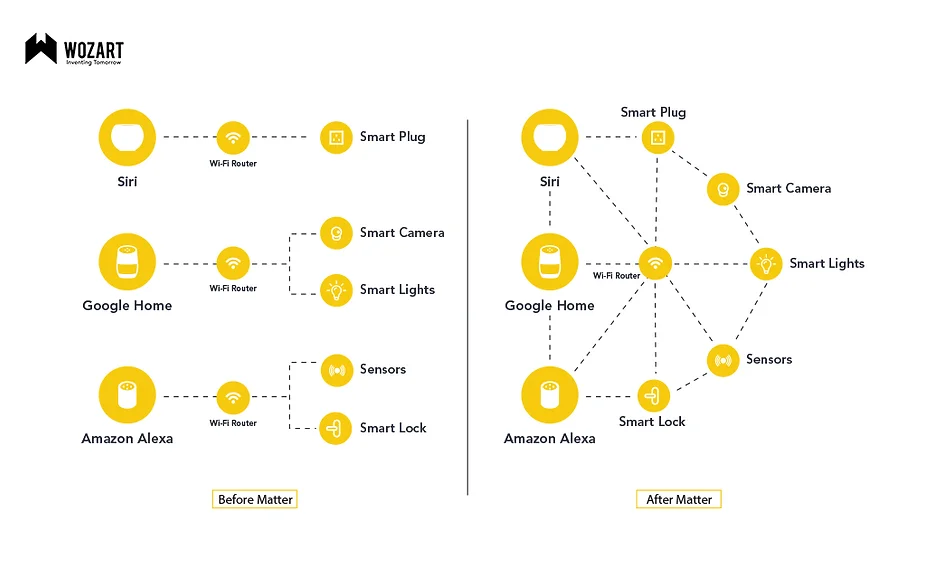 WOZART
Inventing Tomorrow
Siri
Wi-Fi Router
Smart Plug
Google Home
Wi-Fi Router
Smart Camera
Smart Lights
Amazon Alexa
Wi-Fi Router
Sensors
Smart Lock
Before Matter
Smart Plug
Siri
Smart Camera
Wi-Fi Router
Smart Lights
Google Home
Sensors
Smart Lock
Amazon Alexa
After Matter